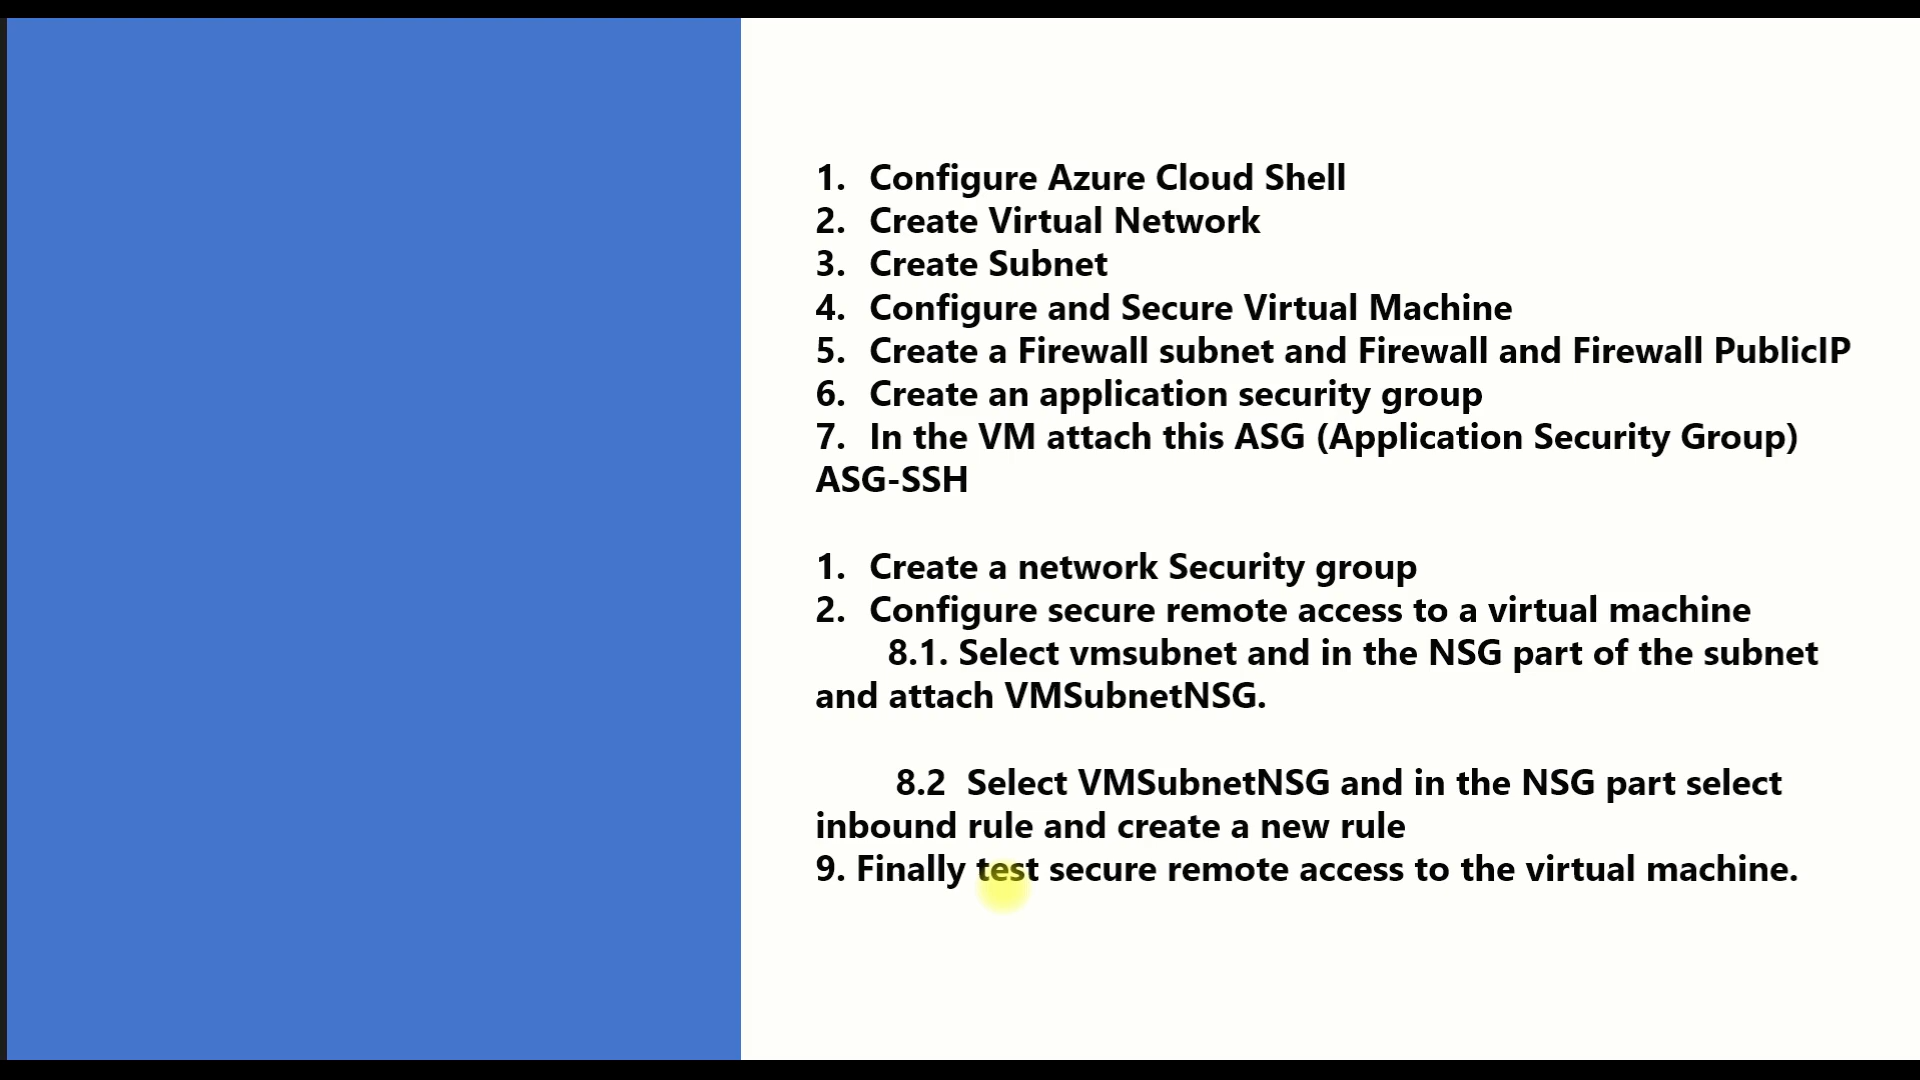 1. Configure Azure Cloud Shell
2. Create Virtual Network
3. Create Subnet
4. Configure and Secure Virtual Machine
5. Create a Firewall subnet and Firewall and Firewall PublicIP
6. Create an application security group
7. In the VM attach this ASG (Application Security Group)
ASG-SSH
1. Create a network Security group
2. Configure secure remote access to a virtual machine
8.1. Select vmsubnet and in the NSG part of the subnet
and attach VMSubnetNSG.
8.2 Select VMSubnetNSG and in the NSG part select
inbound rule and create a new rule
9. Finally test secure remote access to the virtual machine.